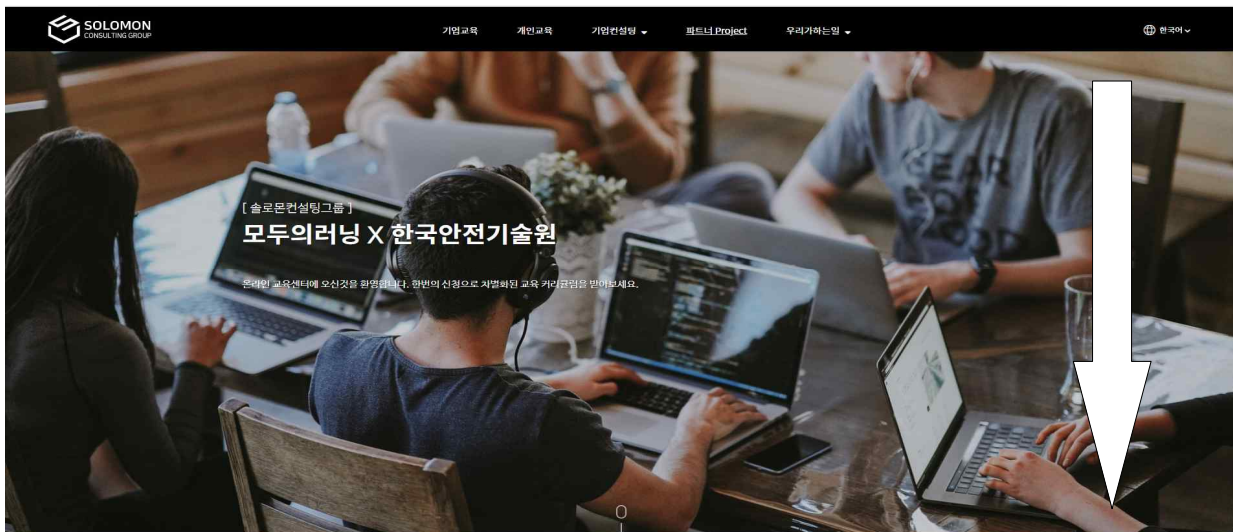 SOLOMON
CONSULTING GROUP
기업교육 개인교육 기업컨설팅 파트너 Project 우리가하는일
한국어
[ 솔로몬컨설팅그룹 ]
모두의러닝 X 한국안전기술원
온라인 교육센터에 오신것을 환영합니다. 한번의 신청으로 차별화된 교육 커리큘럼을 받아보세요.